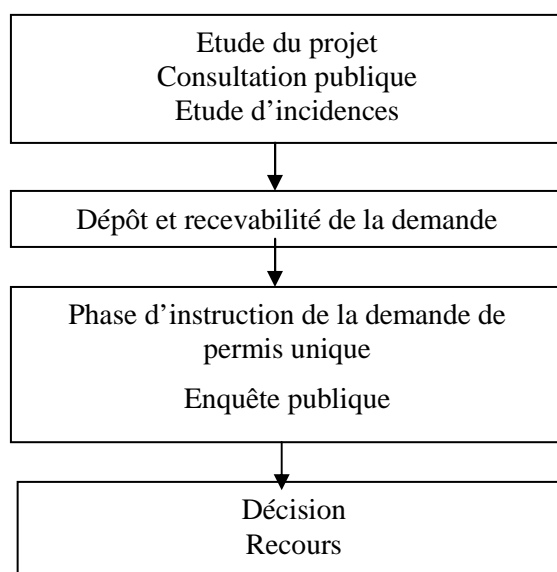 Etude du projet
Consultation publique
Etude d’incidences
Dépôt et recevabilité de la demande
Phase d’instruction de la demande de
permis unique
Enquête publique
Décision
Recours